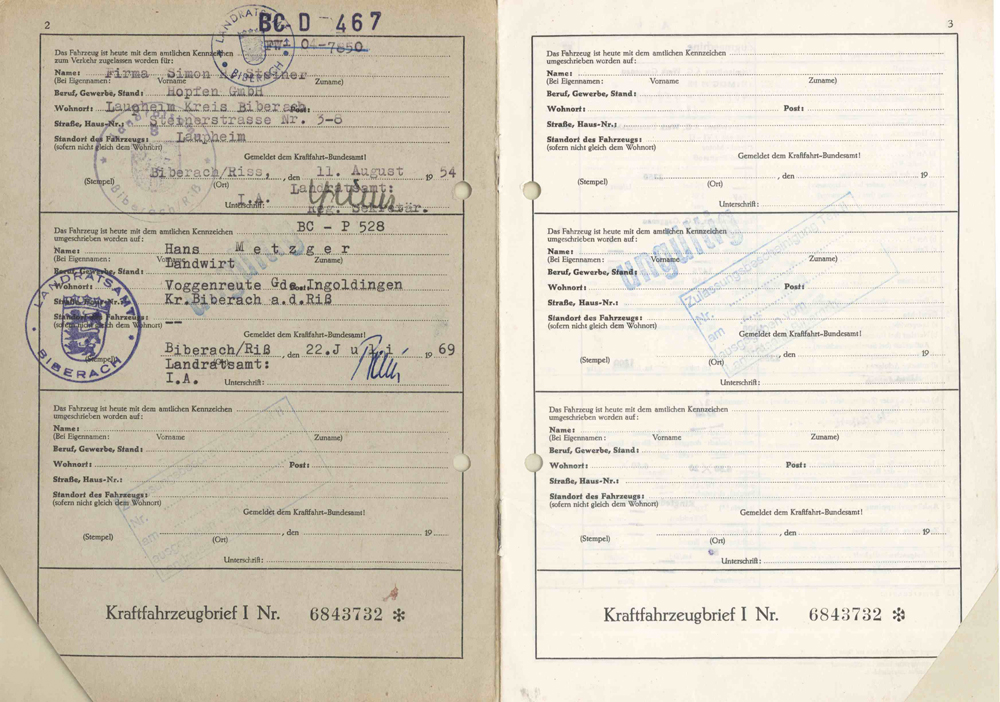 2
LANDRATSAMT
BIBERACH
BC D - 467
Das Fahrzeug ist heute mit dem amtlichen Kennzeichen
zum Verkehr zugelassen worden für:
Name: Firma Simon
(Bei Eigennamen: Vorname Zuname)
Beruf, Gewerbe, Stand: Hopfen GmbH
Wohnort: Laupheim Kreis Biberach Post:
Straße, Haus-Nr.: Steinerstrasse Nr. 3-8
Standort des Fahrzeugs: Laupheim
(sofern nicht gleich dem Wohnort)
Gemeldet dem Kraftfahrt-Bundesamt!
Biberach/Riss, , den 11. August 19 54
(Stempel) (Ort) Landratsamt:
Unterschrift: I.A. Reg. Sekretär.
Das Fahrzeug ist heute mit dem amtlichen Kennzeichen BC - P 528
umgeschrieben worden auf:
Name: Hans Metzger
(Bei Eigennamen: Vorname Zuname)
Beruf, Gewerbe, Stand: Landwirt
Wohnort: Voggenreute Gde. Ingoldingen
Straße, Haus-Nr.: Kr.Biberach a.d.Riß
Standort des Fahrzeugs: --
(sofern nicht gleich dem Wohnort)
LANDRATSAMT
BIBERACH
Gemeldet dem Kraftfahrt-Bundesamt!
Biberach/Riß , den 22.Juli 19 69
(Stempel) (Ort) Landratsamt:
I.A. Unterschrift:
Das Fahrzeug ist heute mit dem amtlichen Kennzeichen
umgeschrieben worden auf:
Name:
(Bei Eigennamen: Vorname Zuname)
Beruf, Gewerbe, Stand:
Wohnort: Post:
Straße, Haus-Nr.:
Standort des Fahrzeugs:
(sofern nicht gleich dem Wohnort)
Gemeldet dem Kraftfahrt-Bundesamt!
, den 19
(Stempel) (Ort)
Unterschrift:
Kraftfahrzeugbrief I Nr. 6843732 *
3
Das Fahrzeug ist heute mit dem amtlichen Kennzeichen
umgeschrieben worden auf:
Name:
(Bei Eigennamen: Vorname Zuname)
Beruf, Gewerbe, Stand:
Wohnort: Post:
Straße, Haus-Nr.:
Standort des Fahrzeugs:
(sofern nicht gleich dem Wohnort)
Gemeldet dem Kraftfahrt-Bundesamt!
, den 19
(Stempel) (Ort)
Unterschrift:
Das Fahrzeug ist heute mit dem amtlichen Kennzeichen
umgeschrieben worden auf:
ungültig
Name:
(Bei Eigennamen: Vorname Zuname)
Beruf, Gewerbe, Stand:
Wohnort: Post:
Straße, Haus-Nr.:
Standort des Fahrzeugs:
(sofern nicht gleich dem Wohnort)
Gemeldet dem Kraftfahrt-Bundesamt!
, den 19
(Stempel) (Ort)
Unterschrift:
Das Fahrzeug ist heute mit dem amtlichen Kennzeichen
umgeschrieben worden auf:
Name:
(Bei Eigennamen: Vorname Zuname)
Beruf, Gewerbe, Stand:
Wohnort: Post:
Straße, Haus-Nr.:
Standort des Fahrzeugs:
(sofern nicht gleich dem Wohnort)
Gemeldet dem Kraftfahrt-Bundesamt!
, den 19
(Stempel) (Ort)
Unterschrift:
Kraftfahrzeugbrief I Nr. 6843732 *